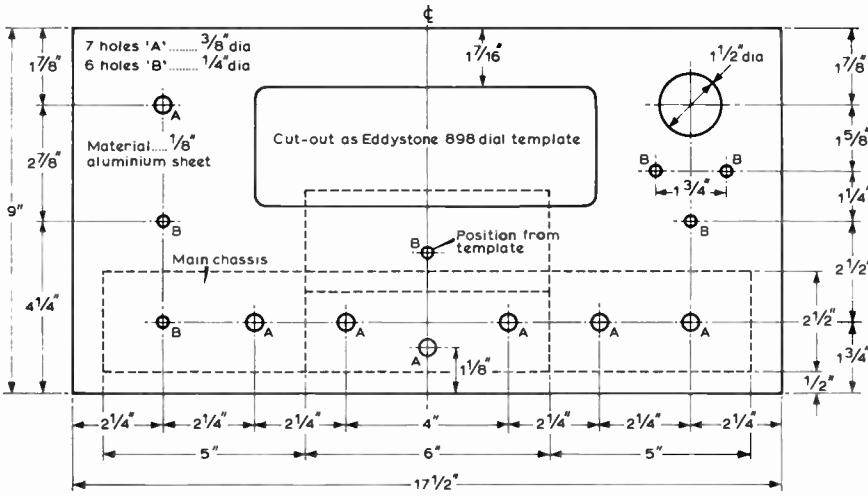 ℄
7 holes 'A' ........ 3/8" dia
6 holes 'B' ....... 1/4" dia
1 7/8"
1 7/16"
1 1/2" dia
1 7/8"
A
Cut-out as Eddystone 898 dial template
Material.... 1/8"
aluminium sheet
2 7/8"
1 5/8"
B
B
1 3/4"
1 1/4"
9"
B
B
B
Position from
template
Main chassis
2 1/2"
4 1/4"
2 1/2"
B
A
A
A
A
A
A
1 1/8"
1 3/4"
1/2"
2 1/4"
2 1/4"
2 1/4"
4"
2 1/4"
2 1/4"
2 1/4"
5"
6"
5"
17 1/2"